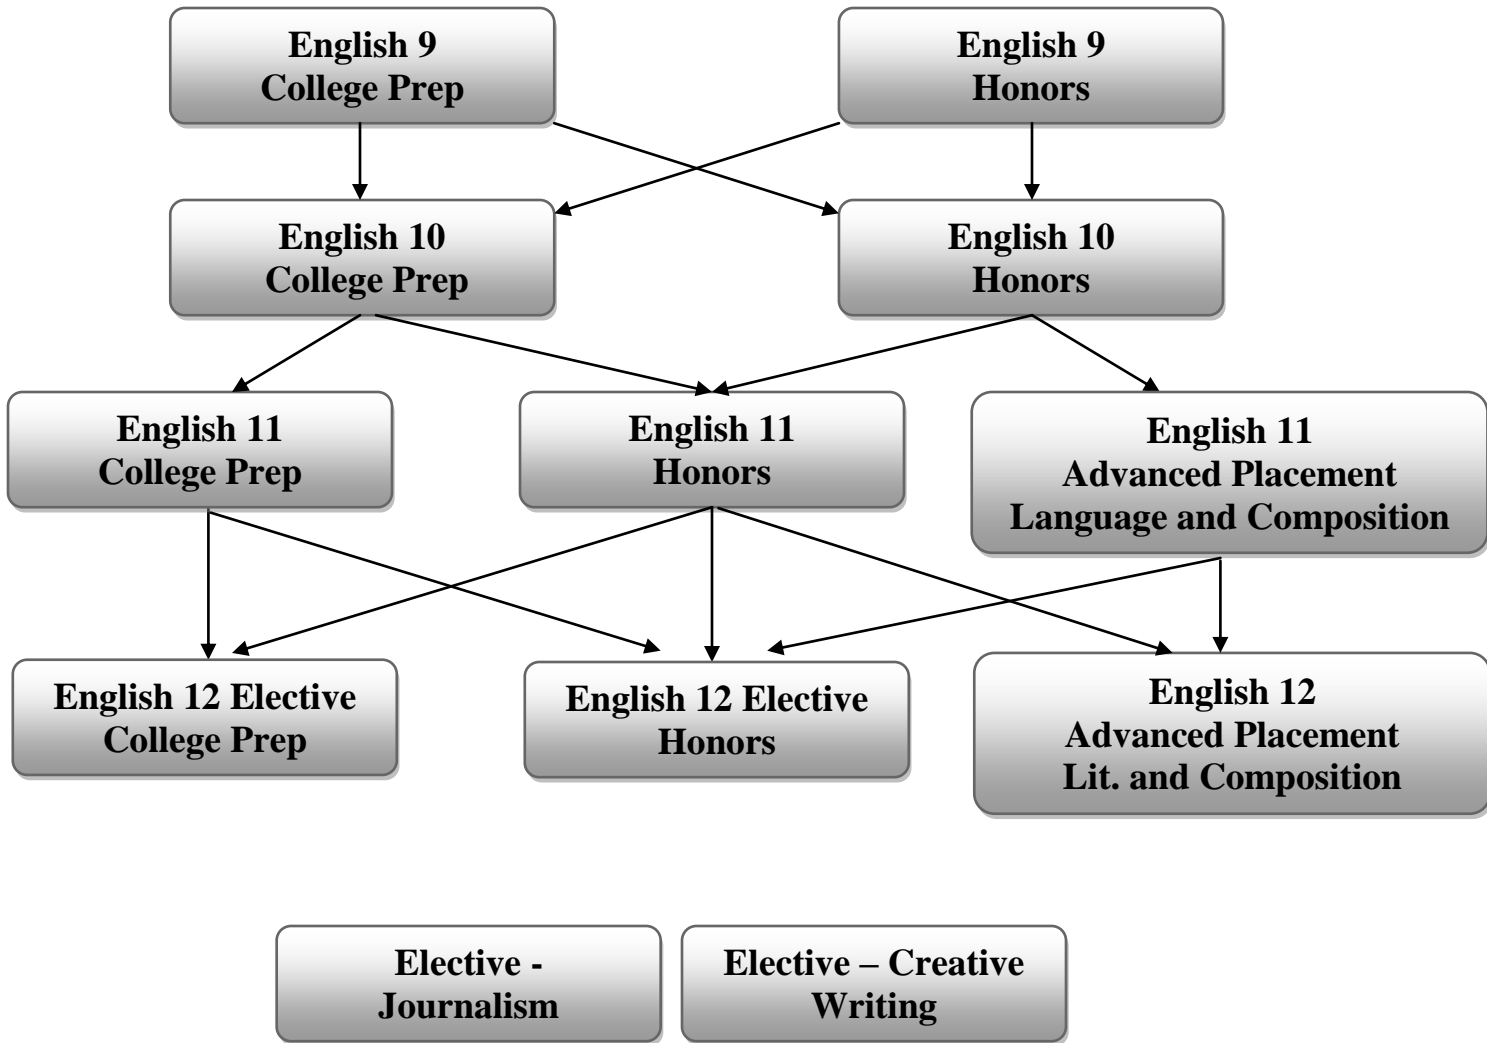 English 9
College Prep
English 9
Honors
English 10
College Prep
English 10
Honors
English 11
College Prep
English 11
Honors
English 11
Advanced Placement
Language and Composition
English 12 Elective
College Prep
English 12 Elective
Honors
English 12
Advanced Placement
Lit. and Composition
Elective -
Journalism
Elective – Creative
Writing